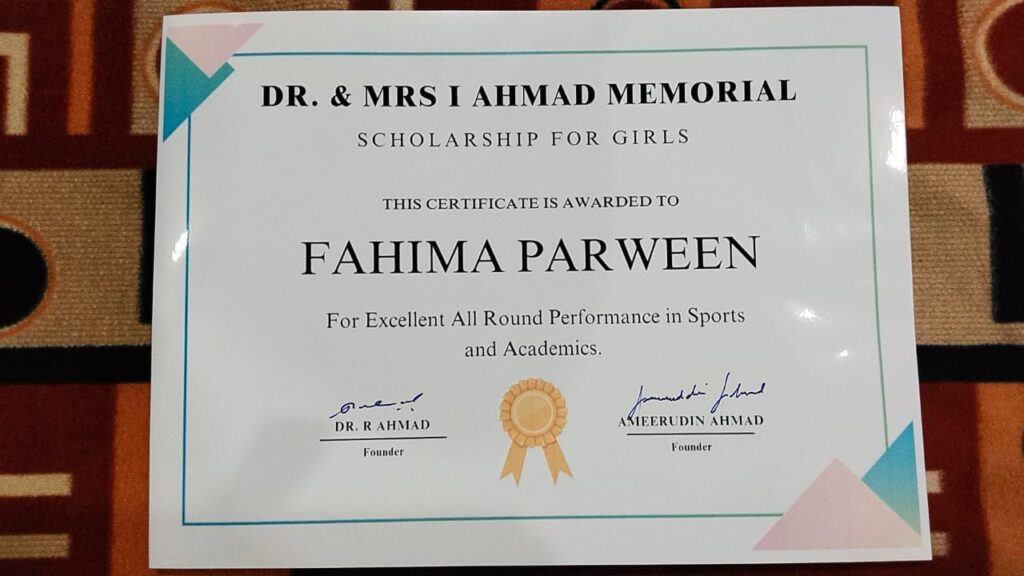 DR. & MRS I AHMAD MEMORIAL
SCHOLARSHIP FOR GIRLS
THIS CERTIFICATE IS AWARDED TO
FAHIMA PARWEEN
For Excellent All Round Performance in Sports
and Academics.
DR. R AHMAD
Founder
AMEERUDIN AHMAD
Founder